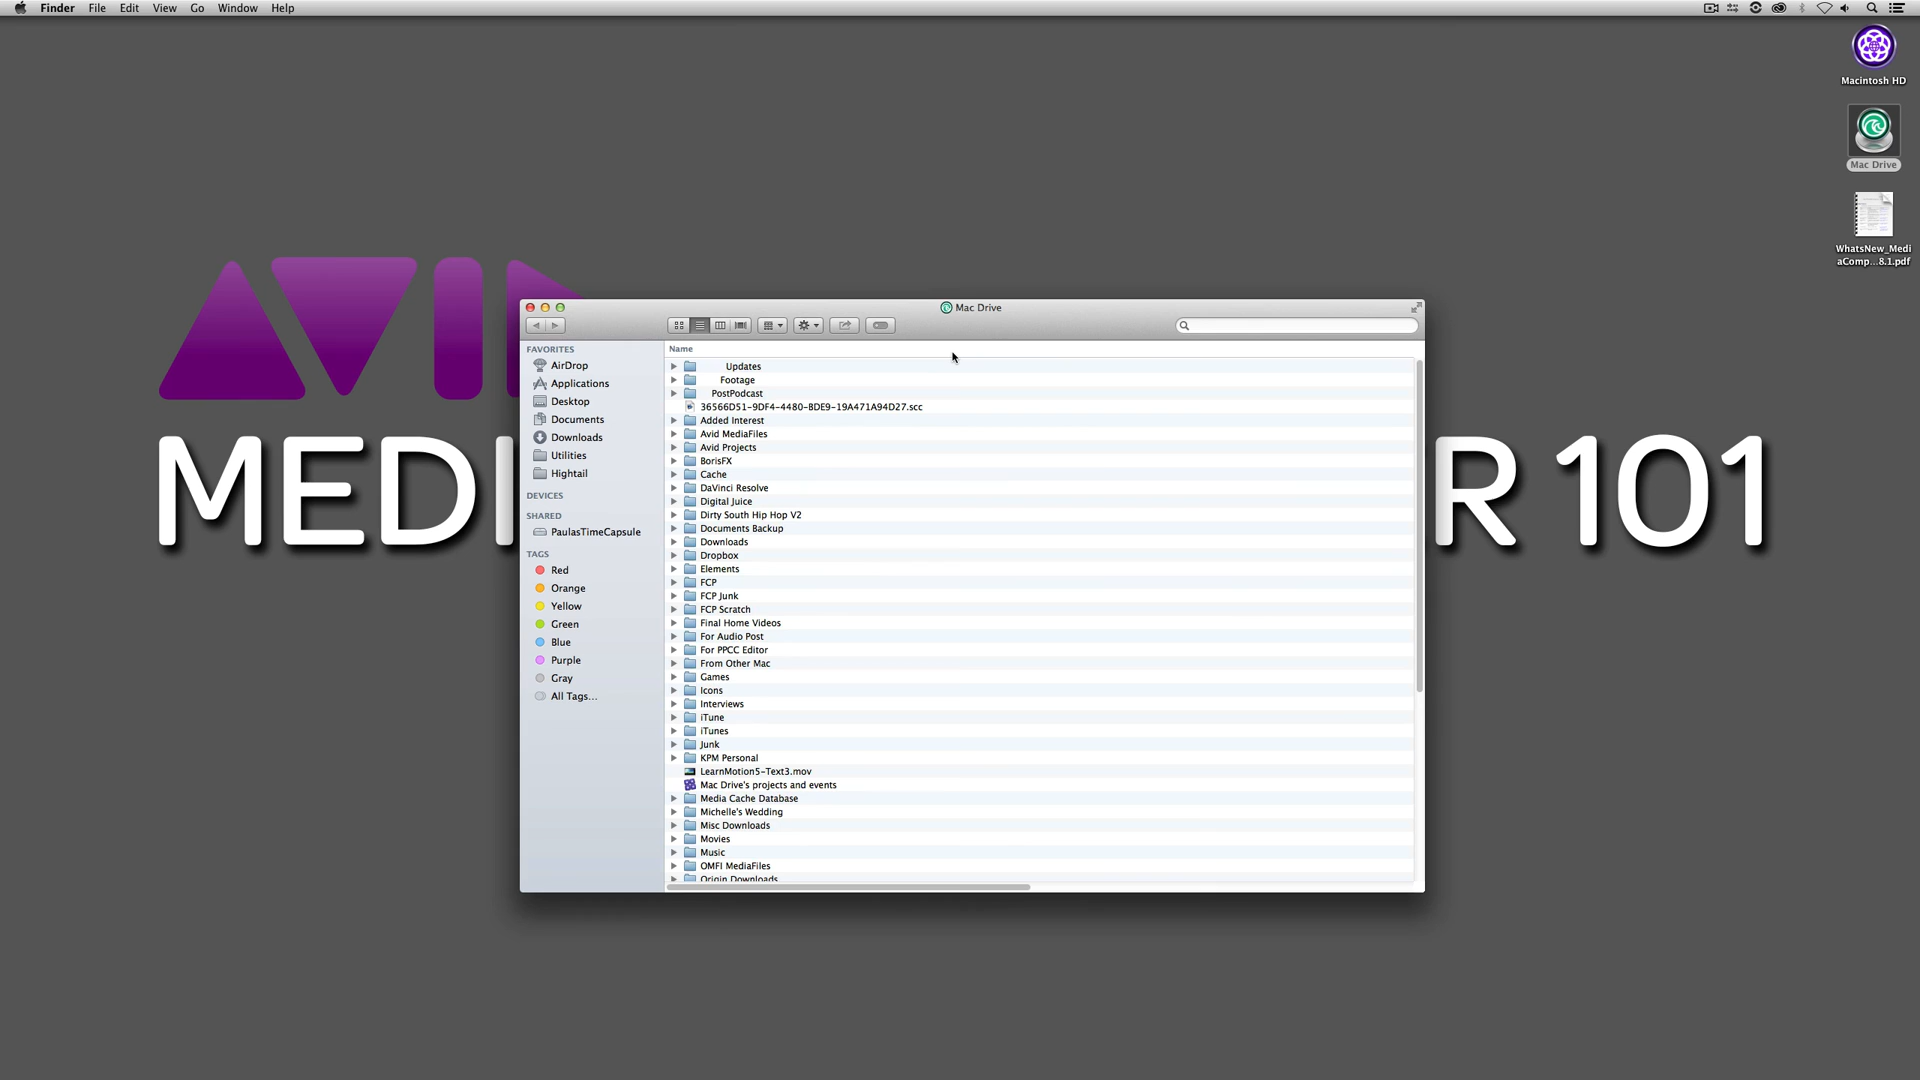 Finder File Edit View Go Window Help
Macintosh HD
Mac Drive
WhatsNew_Medi
aComp...8.1.pdf
AVI
MEDI
R 101
Mac Drive
FAVORITES
AirDrop
Applications
Desktop
Documents
Downloads
Utilities
Hightail
DEVICES
SHARED
PaulasTimeCapsule
TAGS
Red
Orange
Yellow
Green
Blue
Purple
Gray
All Tags...
Name
Updates
Footage
PostPodcast
36566D51-9DF4-4480-BDE9-19A471A94D27.scc
Added Interest
Avid MediaFiles
Avid Projects
BorisFX
Cache
DaVinci Resolve
Digital Juice
Dirty South Hip Hop V2
Documents Backup
Downloads
Dropbox
Elements
FCP
FCP Junk
FCP Scratch
Final Home Videos
For Audio Post
For PPCC Editor
From Other Mac
Games
Icons
Interviews
iTune
iTunes
Junk
KPM Personal
LearnMotion5-Text3.mov
Mac Drive's projects and events
Media Cache Database
Michelle's Wedding
Misc Downloads
Movies
Music
OMFI MediaFiles
Origin Downloads